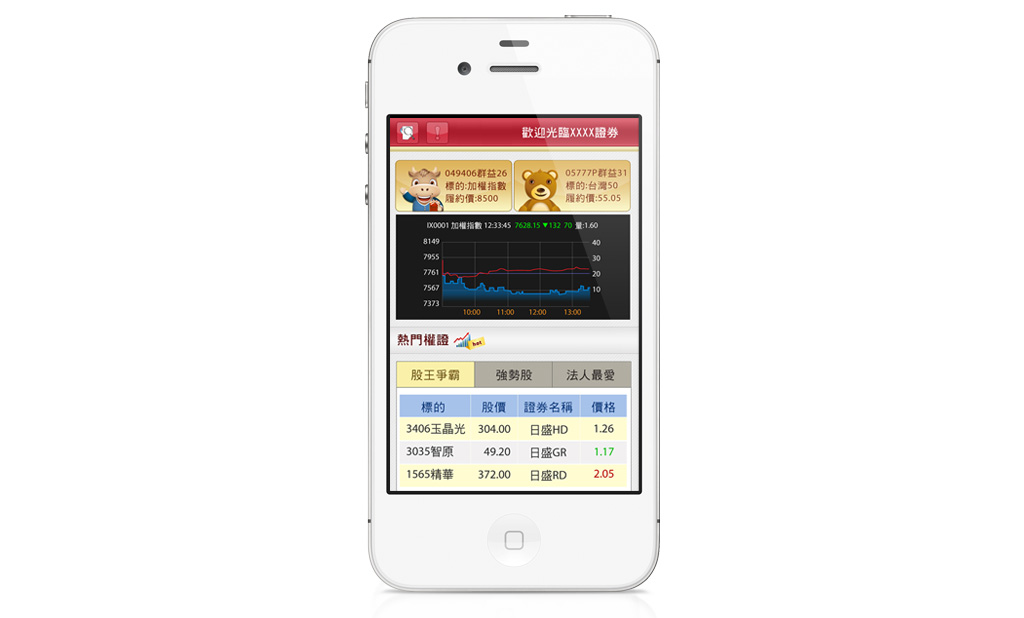 歡迎光臨XXXX證券
049406群益26
標的:加權指數
履約價:8500
05777P群益31
標的:台灣50
履約價:55.05
IX0001 加權指數 12:33:45 7628.15▼132 70 量:1.60
8149
7955
7761
7567
7373
40
30
20
10
10:00 11:00 12:00 13:00
熱門權證 hot
股王爭霸 強勢股 法人最愛
標的 股價 證券名稱 價格
3406玉晶光 304.00 日盛HD 1.26
3035智原 49.20 日盛GR 1.17
1565精華 372.00 日盛RD 2.05